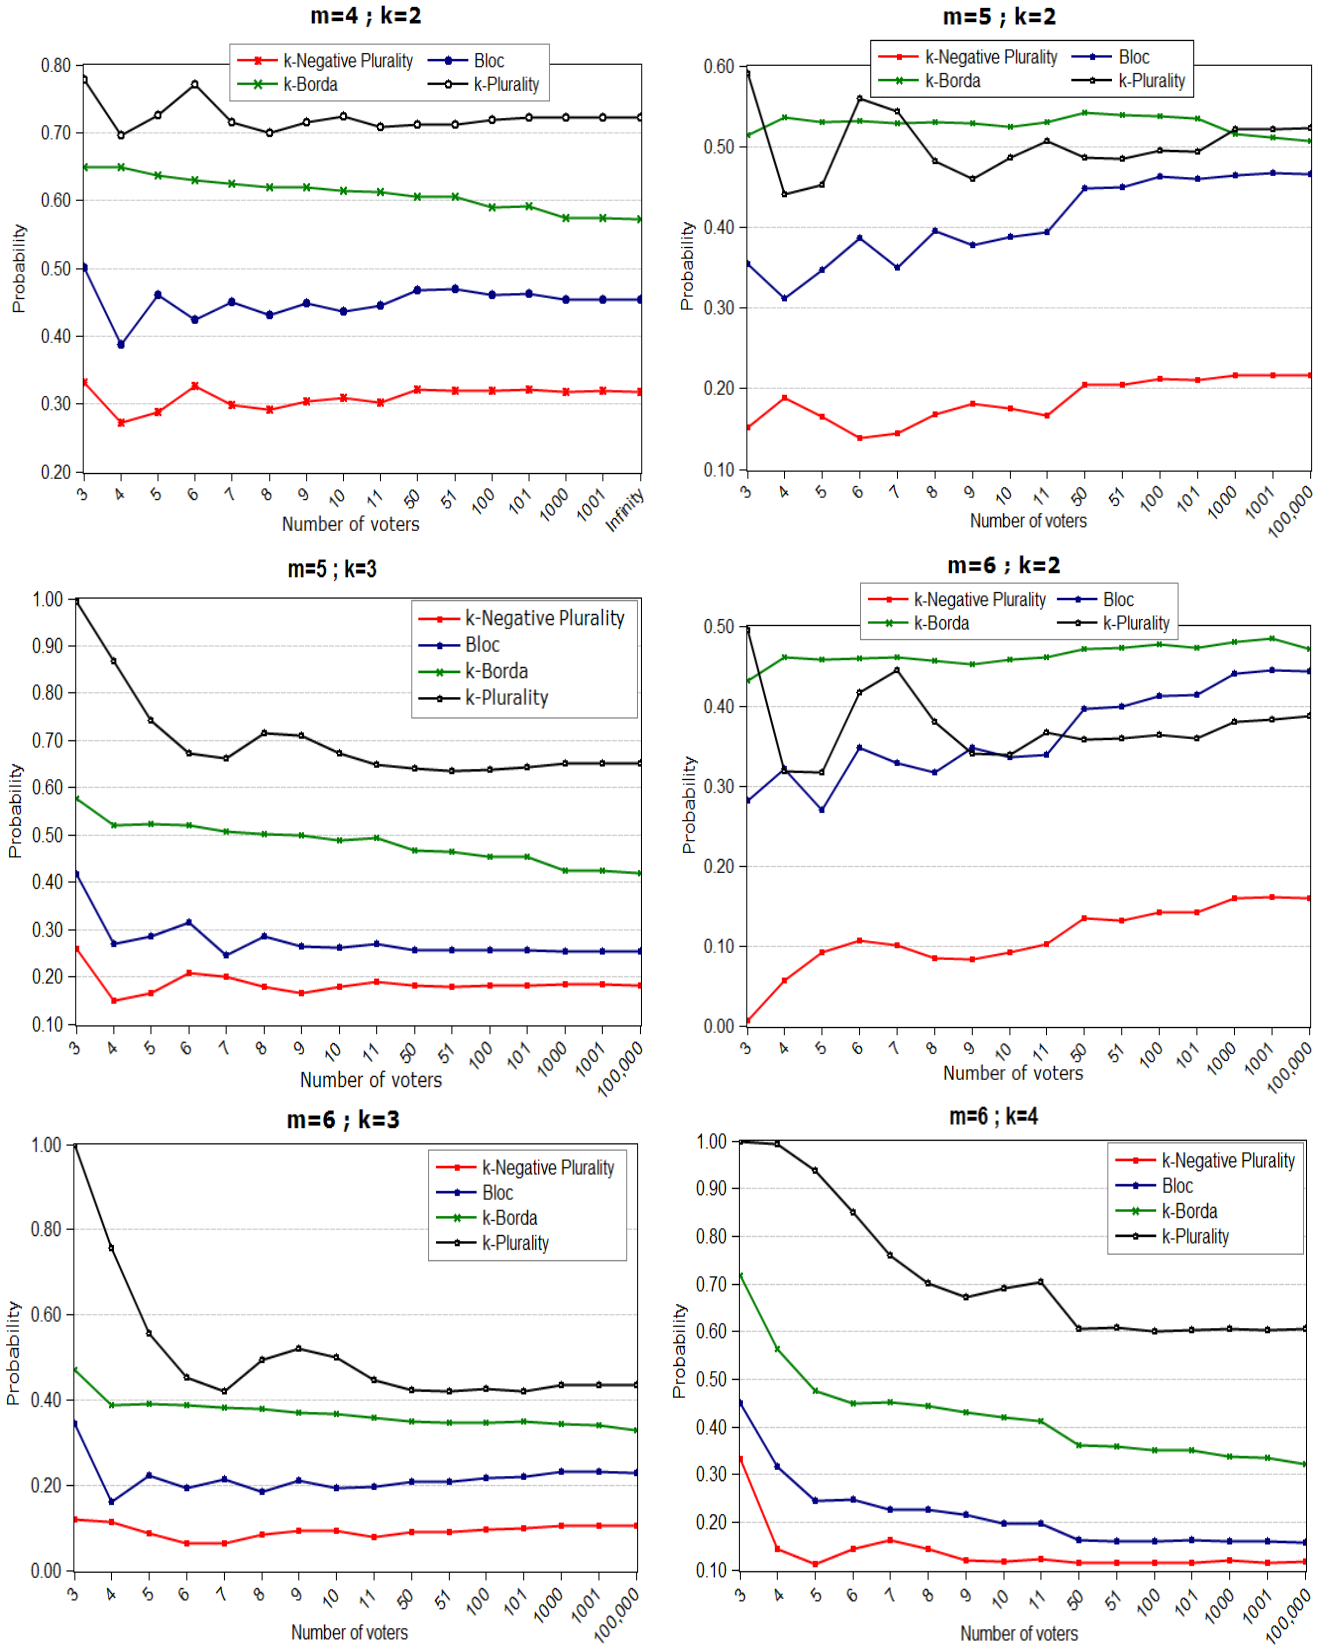 m=4 ; k=2
k-Negative Plurality Bloc
k-Borda k-Plurality
0.80
0.70
0.60
0.50
0.40
0.30
0.20
Probability
3 4 5 6 7 8 9 10 11 50 51 100 101 1000 1001 Infinity
Number of voters
m=5 ; k=2
k-Negative Plurality Bloc
k-Borda k-Plurality
0.60
0.50
0.40
0.30
0.20
0.10
Probability
3 4 5 6 7 8 9 10 11 50 51 100 101 1000 1001 100,000
Number of voters
m=5 ; k=3
k-Negative Plurality
Bloc
k-Borda
k-Plurality
1.00
0.90
0.80
0.70
0.60
0.50
0.40
0.30
0.20
0.10
Probability
3 4 5 6 7 8 9 10 11 50 51 100 101 1000 1001 100,000
Number of voters
m=6 ; k=2
k-Negative Plurality Bloc
k-Borda k-Plurality
0.50
0.40
0.30
0.20
0.10
0.00
Probability
3 4 5 6 7 8 9 10 11 50 51 100 101 1000 1001 100,000
Number of voters
m=6 ; k=3
k-Negative Plurality
Bloc
k-Borda
k-Plurality
1.00
0.80
0.60
0.40
0.20
0.00
Probability
3 4 5 6 7 8 9 10 11 50 51 100 101 1000 1001 100,000
Number of voters
m=6 ; k=4
k-Negative Plurality
Bloc
k-Borda
k-Plurality
1.00
0.90
0.80
0.70
0.60
0.50
0.40
0.30
0.20
0.10
Probability
3 4 5 6 7 8 9 10 11 50 51 100 101 1000 1001 100,000
Number of voters